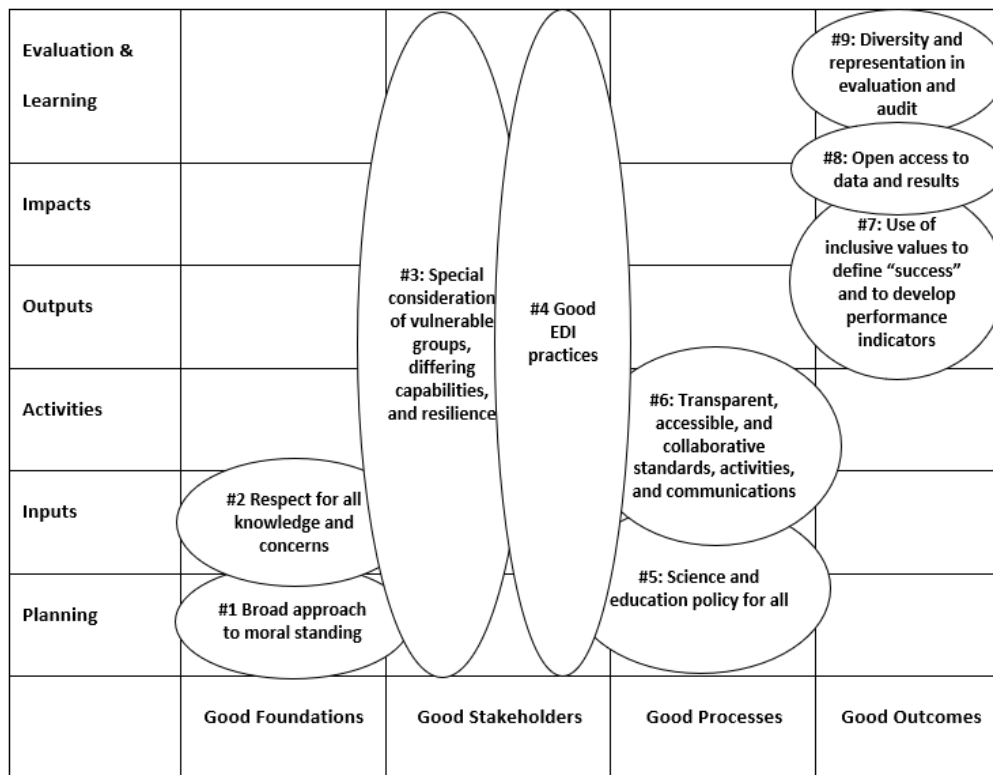 Evaluation &
Learning
#9: Diversity and
representation in
evaluation and
audit
#8: Open access to
data and results
Impacts
#7: Use of
inclusive values to
define “success”
and to develop
performance
indicators
Outputs
#3: Special
consideration
of vulnerable
groups,
differing
capabilities,
and resilience
#4 Good
EDI
practices
Activities
#6: Transparent,
accessible, and
collaborative
standards, activities,
and communications
Inputs
#2 Respect for all
knowledge and
concerns
Planning
#1 Broad approach
to moral standing
#5: Science and
education policy for all
Good Foundations
Good Stakeholders
Good Processes
Good Outcomes